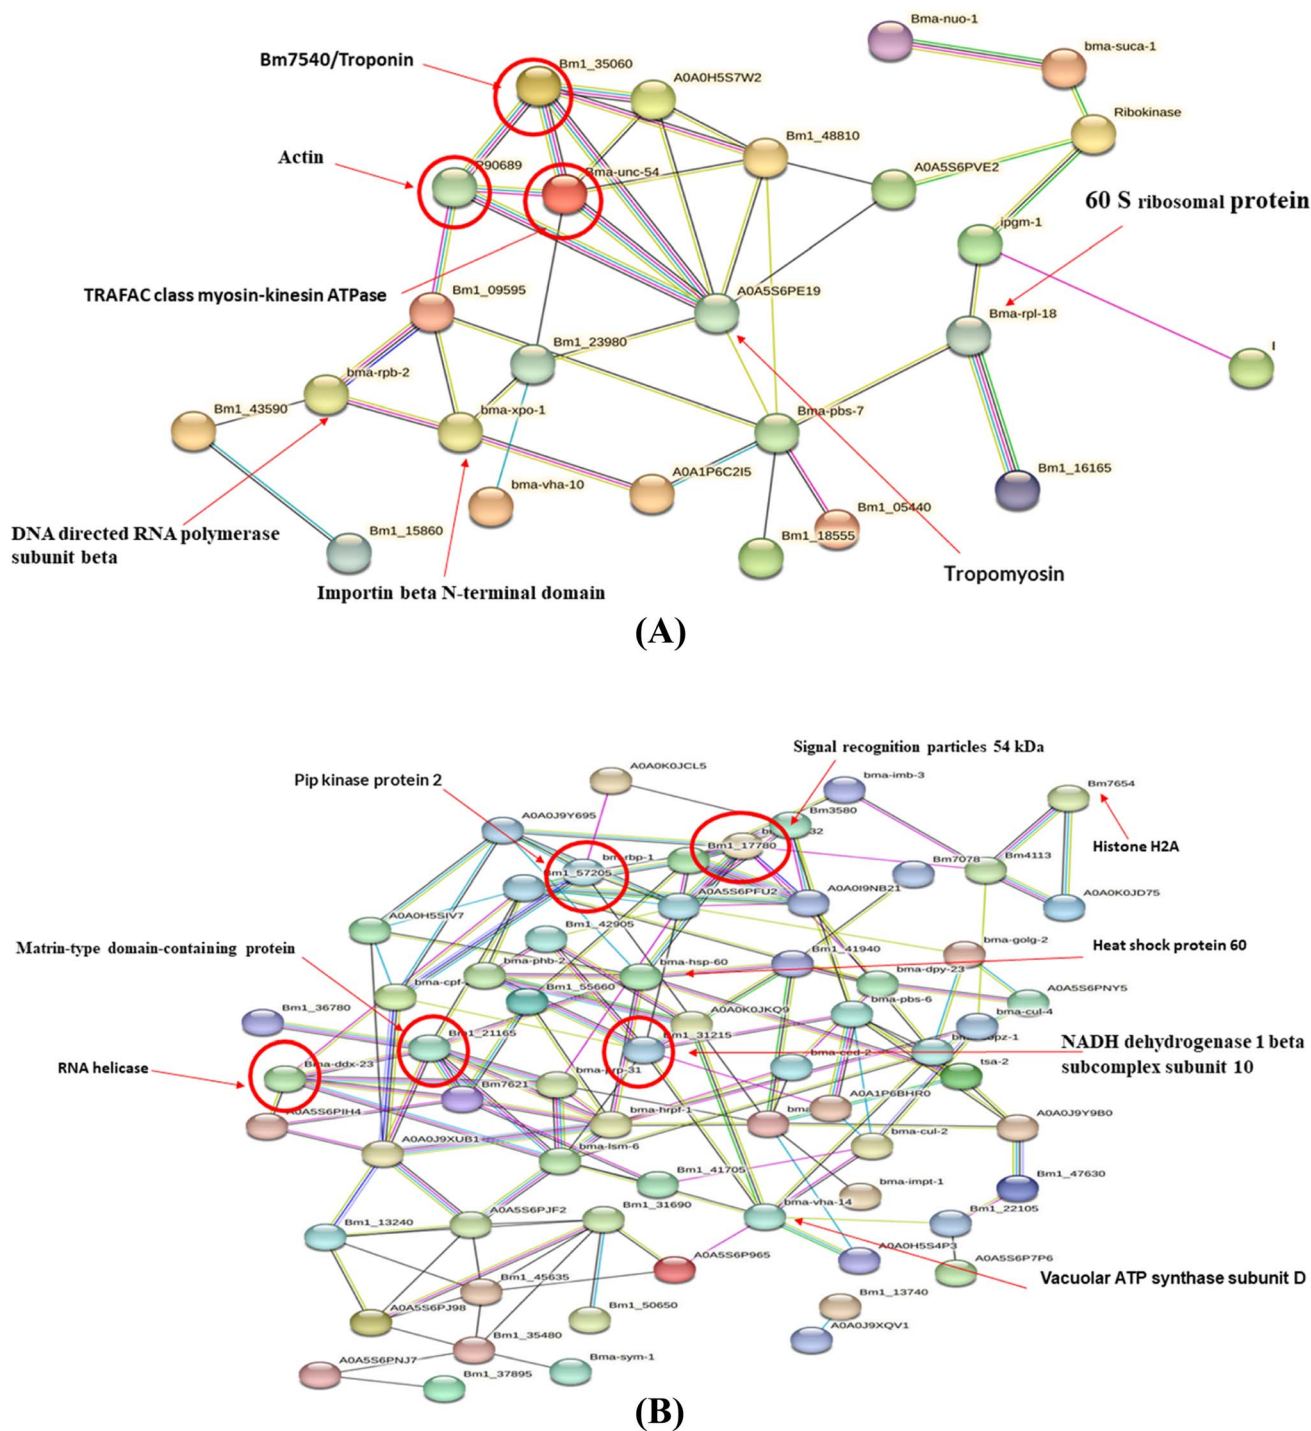 Bma-nuo-1
bma-suca-1
Bm7540/Troponin
Bm1_35060
A0A0H5S7W2
Ribokinase
Bm1_48810
Actin
P90689
Bma-unc-54
A0A5S6PVE2
60 S ribosomal protein
ipgm-1
TRAFAC class myosin-kinesin ATPase
Bm1_09595
A0A5S6PE19
Bma-rpl-18
Bm1_23980
I
bma-rpb-2
Bm1_43590
bma-xpo-1
Bma-pbs-7
A0A1P6C2I5
Bm1_16165
bma-vha-10
Bm1_05440
Bm1_15860
Bm1_18555
DNA directed RNA polymerase
subunit beta
Tropomyosin
Importin beta N-terminal domain
(A)
Signal recognition particles 54 kDa
Pip kinase protein 2
A0A0K0JCL5
bma-imb-3
Bm7654
Bm3580
A0A0J9Y695
Bm1_17780
Histone H2A
Bm7078
Bm4113
Bm1_57205
A0A5S6PFU2
A0A0I9NB21
A0A0K0JD75
A0A0H5SIV7
Bm1_42905
Matrin-type domain-containing protein
bma-golg-2
Heat shock protein 60
Bm1_41940
bma-phb-2
bma-hsp-60
bma-dpy-23
Bm1_55660
A0A5S6PNY5
bma-pbs-6
bma-cul-4
Bm1_36780
A0A0K0JKQ9
Bm1_21165
Bm1_31215
NADH dehydrogenase 1 beta
subcomplex subunit 10
RNA helicase
Bma-ddx-23
bma-ced-2
tsa-2
Bm7621
bma-prp-31
A0A1P6BHR0
A0A5S6PIH4
bma-hrpf-1
A0A0J9Y9B0
A0A0J9XUB1
bma-lsm-6
bma-cul-2
Bm1_41705
bma-impt-1
Bm1_47630
Bm1_31690
bma-vha-14
Bm1_22105
A0A5S6PJF2
Bm1_13240
A0A5S6P965
A0A0H5S4P3
A0A5S6P7P6
Vacuolar ATP synthase subunit D
Bm1_45635
Bm1_13740
A0A5S6PJ98
Bm1_50650
A0A0J9XQV1
Bm1_35480
A0A5S6PNJ7
Bma-sym-1
Bm1_37895
(B)